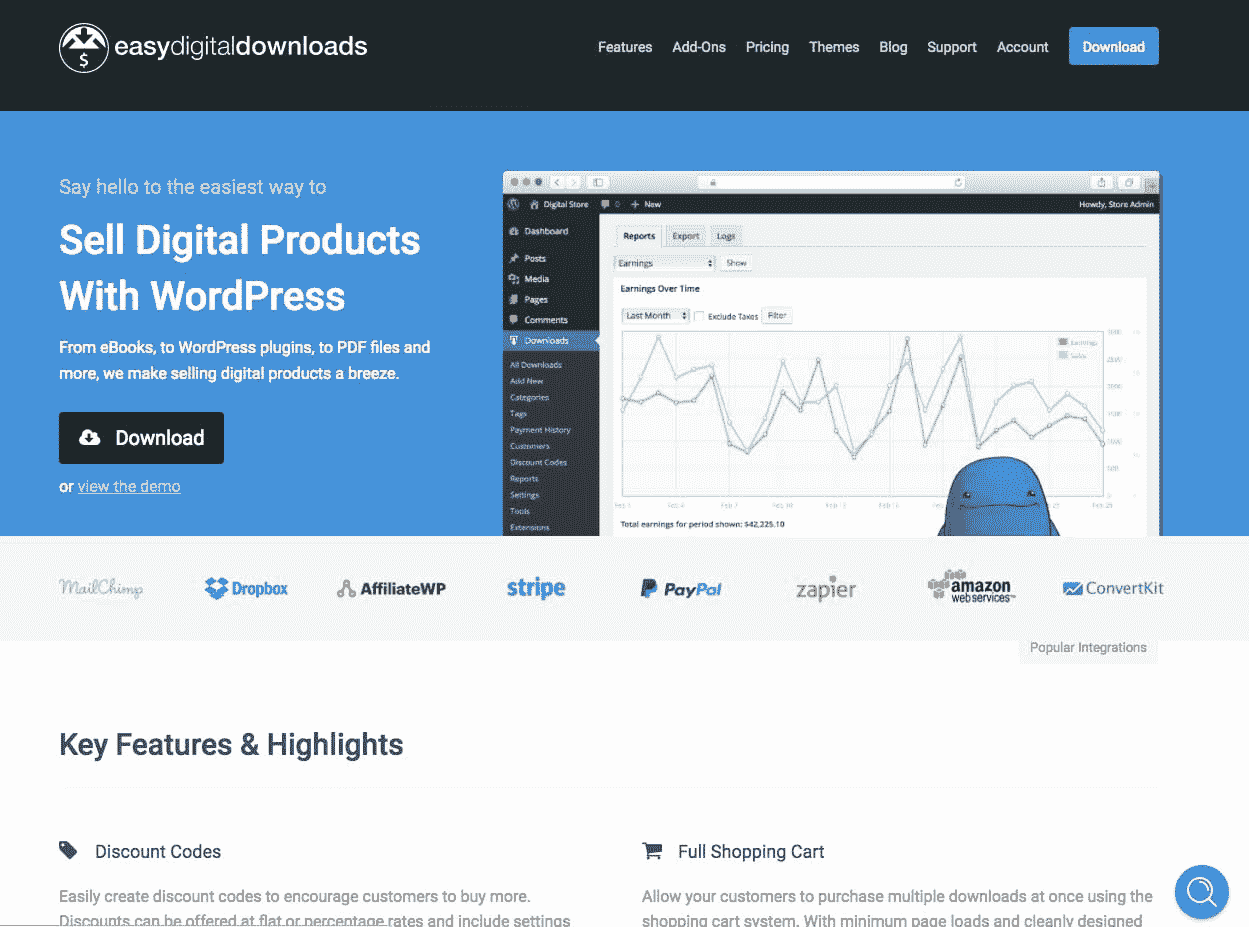 easydigitaldownloads
Features Add-Ons Pricing Themes Blog Support Account Download
Say hello to the easiest way to
Sell Digital Products
With WordPress
From eBooks, to WordPress plugins, to PDF files and
more, we make selling digital products a breeze.
Download
or view the demo
Digital Store 0 + New Howdy, Store Admin
Dashboard
Posts
Media
Pages
Comments
Downloads
All Downloads
Add New
Categories
Tags
Payment History
Customers
Discount Codes
Reports
Settings
Tools
Extensions
Reports Export Logs
Earnings Show
Earnings Over Time
Last Month Exclude Taxes Filter
Earnings
Sales
Total earnings for period shown: $42,225.10
MailChimp Dropbox AffiliateWP stripe PayPal zapier amazon webservices™ ConvertKit
Popular Integrations
Key Features & Highlights
Discount Codes
Easily create discount codes to encourage customers to buy more.
Discounts can be offered at flat or percentage rates and include settings
Full Shopping Cart
Allow your customers to purchase multiple downloads at once using the
shopping cart system. With minimum page loads and cleanly designed